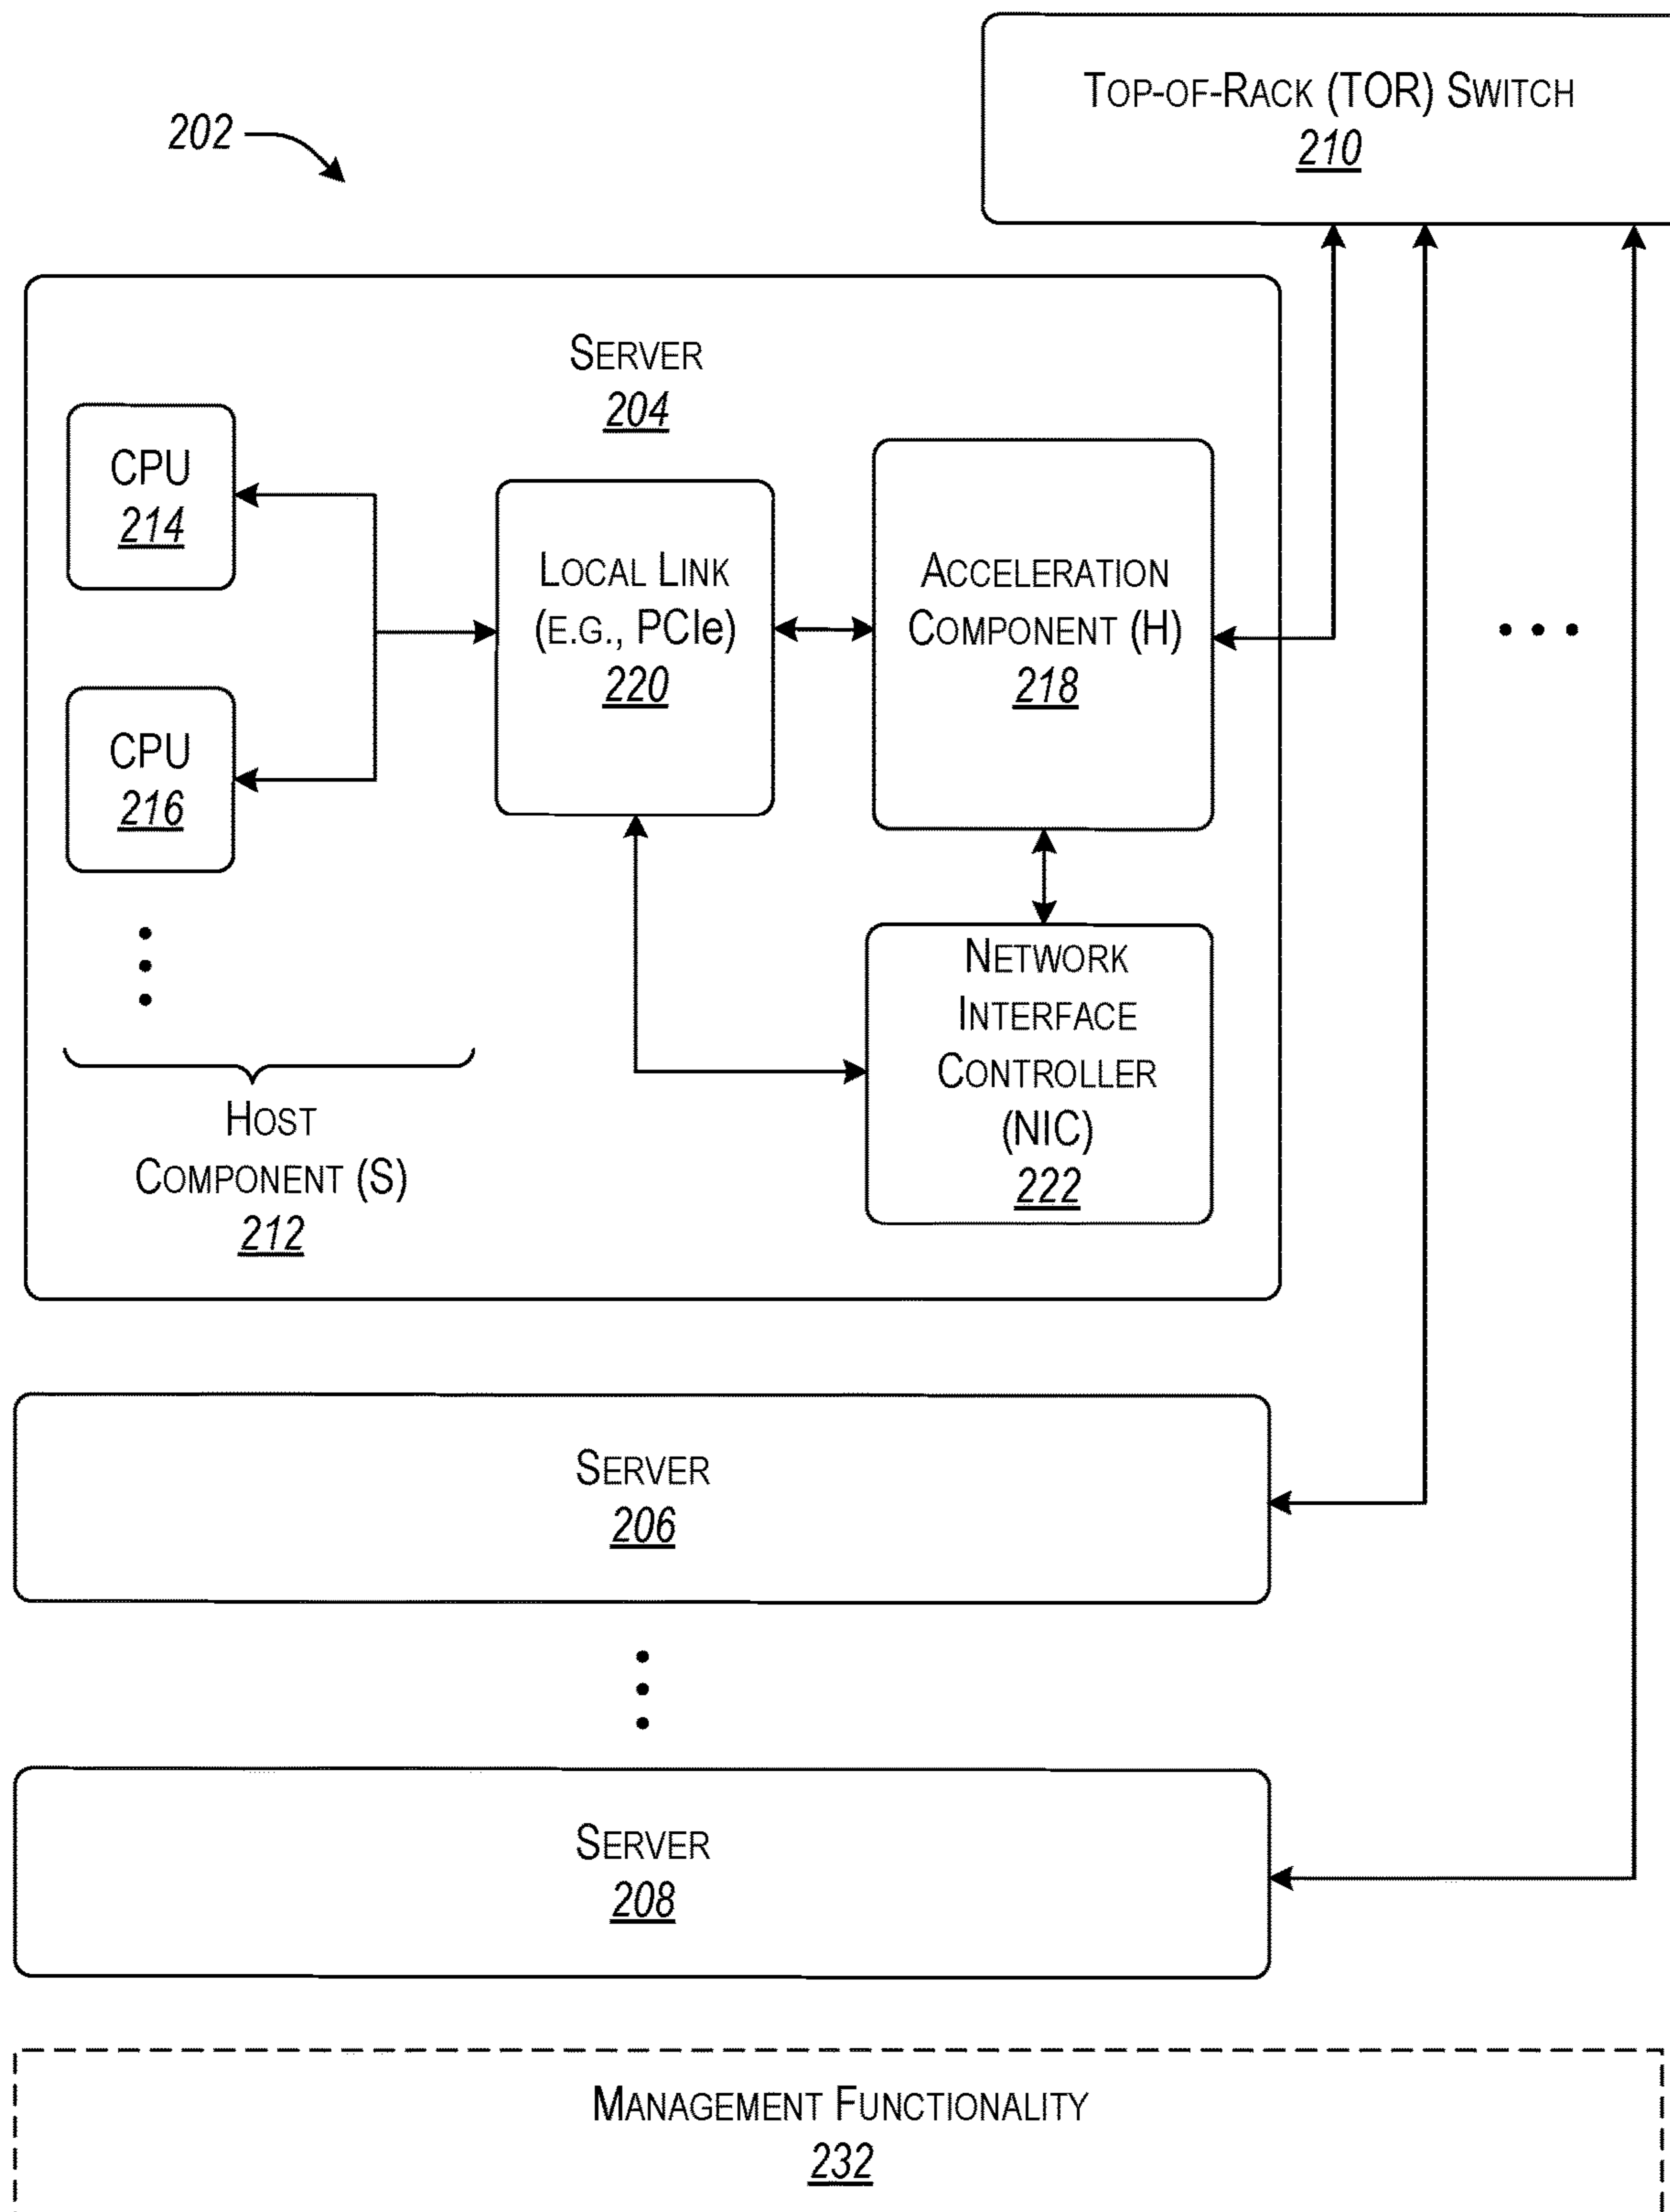 TOP-OF-RACK (TOR) SWITCH
210
202
SERVER
204
CPU
214
LOCAL LINK
(E.G., PCIe)
220
ACCELERATION
COMPONENT (H)
218
CPU
216
NETWORK
INTERFACE
CONTROLLER
(NIC)
222
HOST
COMPONENT (S)
212
SERVER
206
SERVER
208
MANAGEMENT FUNCTIONALITY
232